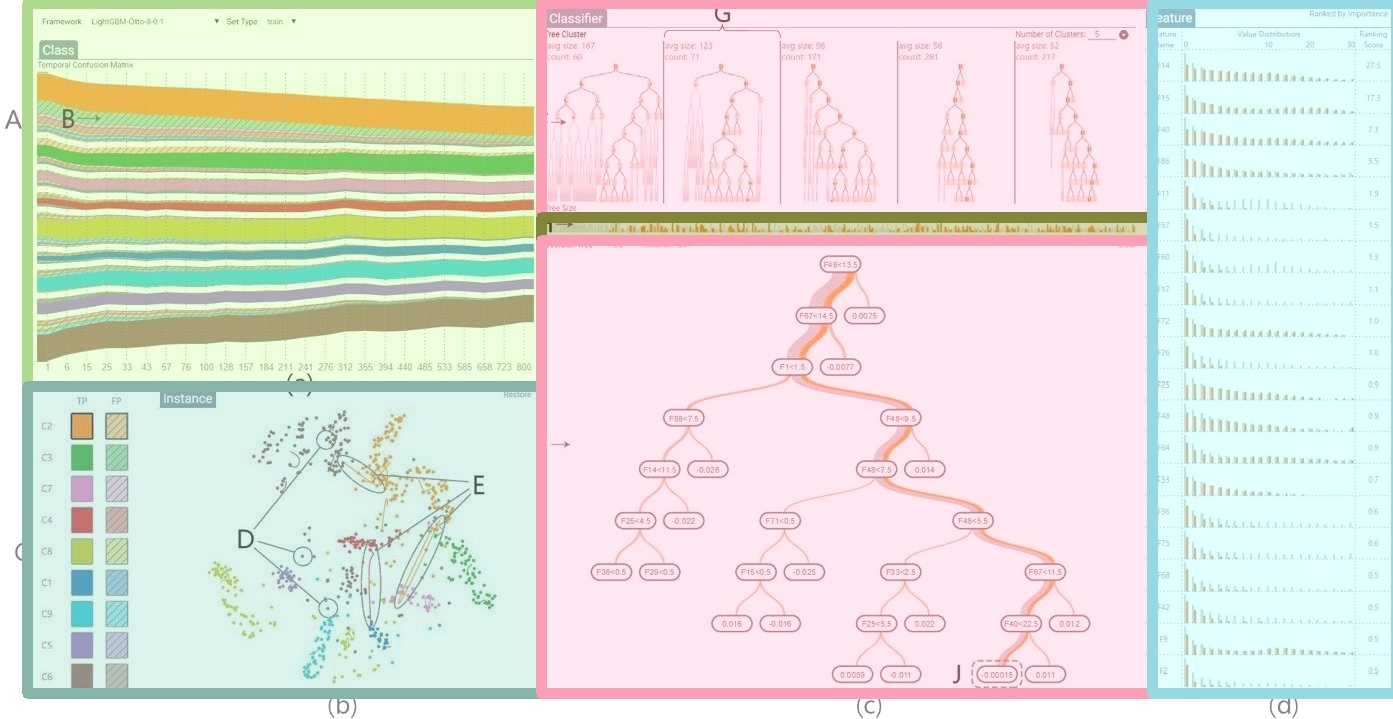 Framework LightGBM-Otto-8-0.1 Set Type train
Class
Temporal Confusion Matrix
A
B
1 6 15 25 33 43 57 76 100 128 157 184 211 241 276 312 355 394 440 485 533 585 658 723 800
(a)
TP FP
Instance
Restore
C2
C3
C7
C4
C8
C1
C9
C5
C6
D
E
(b)
Classifier
G
Tree Cluster
Number of Clusters: 5
avg size: 187
count: 60
avg size: 123
count: 71
avg size: 96
count: 171
avg size: 56
count: 281
avg size: 52
count: 217
Tree Size
F48<13.5
F67<14.5 0.0075
F1<1.5 -0.0077
F88<7.5 F48<9.5
F14<11.5 -0.026 F48<7.5 0.014
F25<4.5 -0.022 F71<0.5 F48<5.5
F36<0.5 F29<0.5 F15<0.5 -0.025 F33<2.5 F67<11.5
0.016 -0.016 F25<5.5 0.022 F40<22.5 0.012
0.0059 -0.011 J -0.00015 0.011
(c)
eature
Ranked by Importance
ature
ame
Value Distribution
0 10 20 30
Ranking
Score
F14 27.5
F15 17.3
F40 7.3
F86 5.5
F11 1.9
F57 1.5
F60 1.3
F17 1.1
F72 1.0
F26 1.0
F25 0.9
F48 0.9
F64 0.9
F33 0.7
F36 0.6
F75 0.6
F68 0.5
F42 0.5
F9 0.5
F2 0.5
(d)